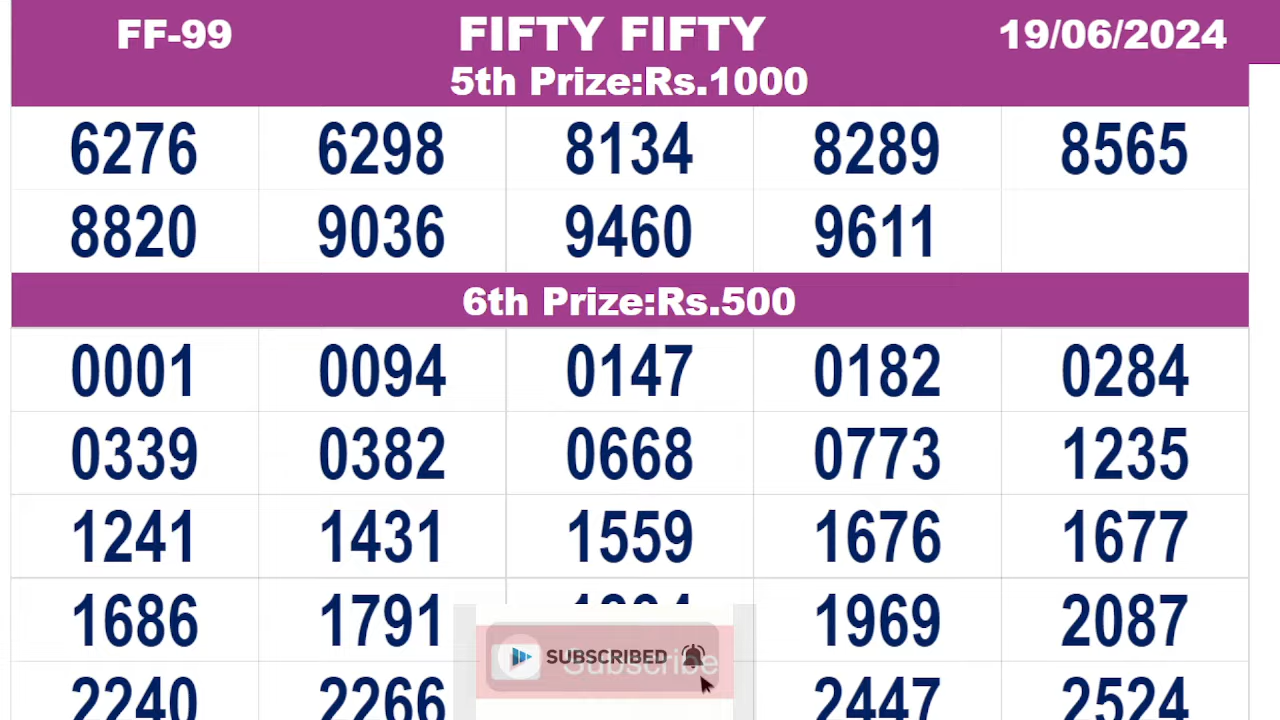 FF-99 FIFTY FIFTY 19/06/2024
5th Prize:Rs.1000
6276 6298 8134 8289 8565
8820 9036 9460 9611
6th Prize:Rs.500
0001 0094 0147 0182 0284
0339 0382 0668 0773 1235
1241 1431 1559 1676 1677
1686 1791 1969 2087
SUBSCRIBED
Subscribe
2240 2266 2447 2524